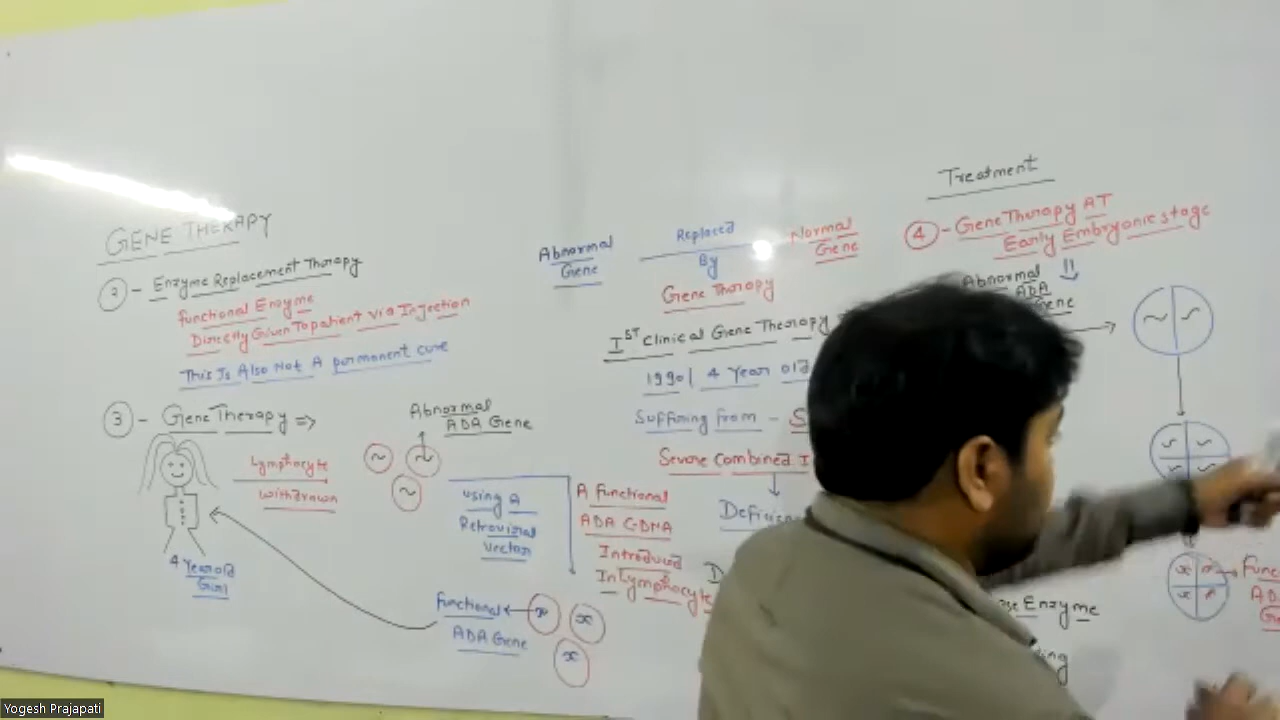 GENE THERAPY
2 - Enzyme Replacement Therapy
functional Enzyme
Directly Given To patient via Injection
This Is Also Not A permanent cure
3 - Gene Therapy =>
Lymphocyte
withdrawn
4 Year old
Girl
Abnormal
ADA Gene
using A
Retroviral
vector
A Functional
ADA C-DNA
Introduced
In Lymphocyte
functional
ADA Gene
Abnormal
Gene
Replaced
By
Normal
Gene
Gene Therapy
Ist Clinical Gene Therapy
1990 / 4 Year old
Suffering from - S
Severe Combined I
Enzyme
Treatment
4 - Gene Therapy AT
Early Embryonic stage
Abnormal
ADA
Gene
Yogesh Prajapati